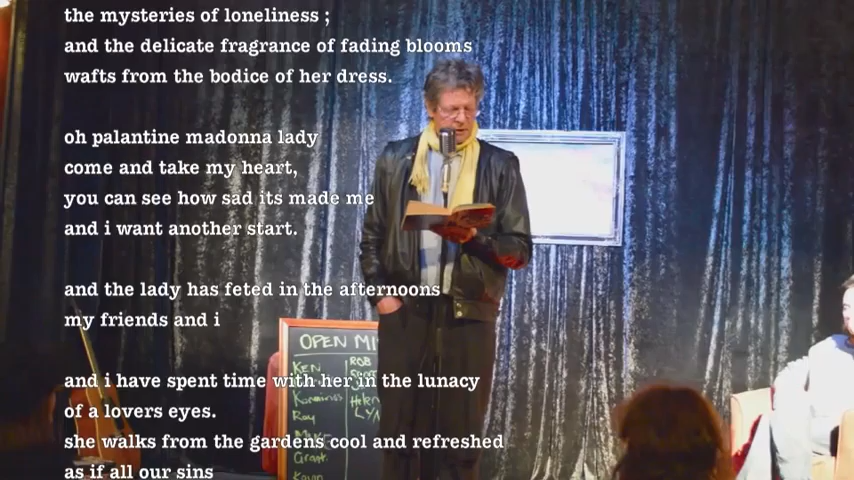 the mysteries of loneliness ;
and the delicate fragrance of fading blooms
wafts from the bodice of her dress.
oh palantine madonna lady
come and take my heart,
you can see how sad its made me
and i want another start.
and the lady has feted in the afternoons
my friends and i
and i have spent time with her in the lunacy
of a lovers eyes.
she walks from the gardens cool and refreshed
as if all our sins
OPEN MI
KEN
Ray
Grant
ROB